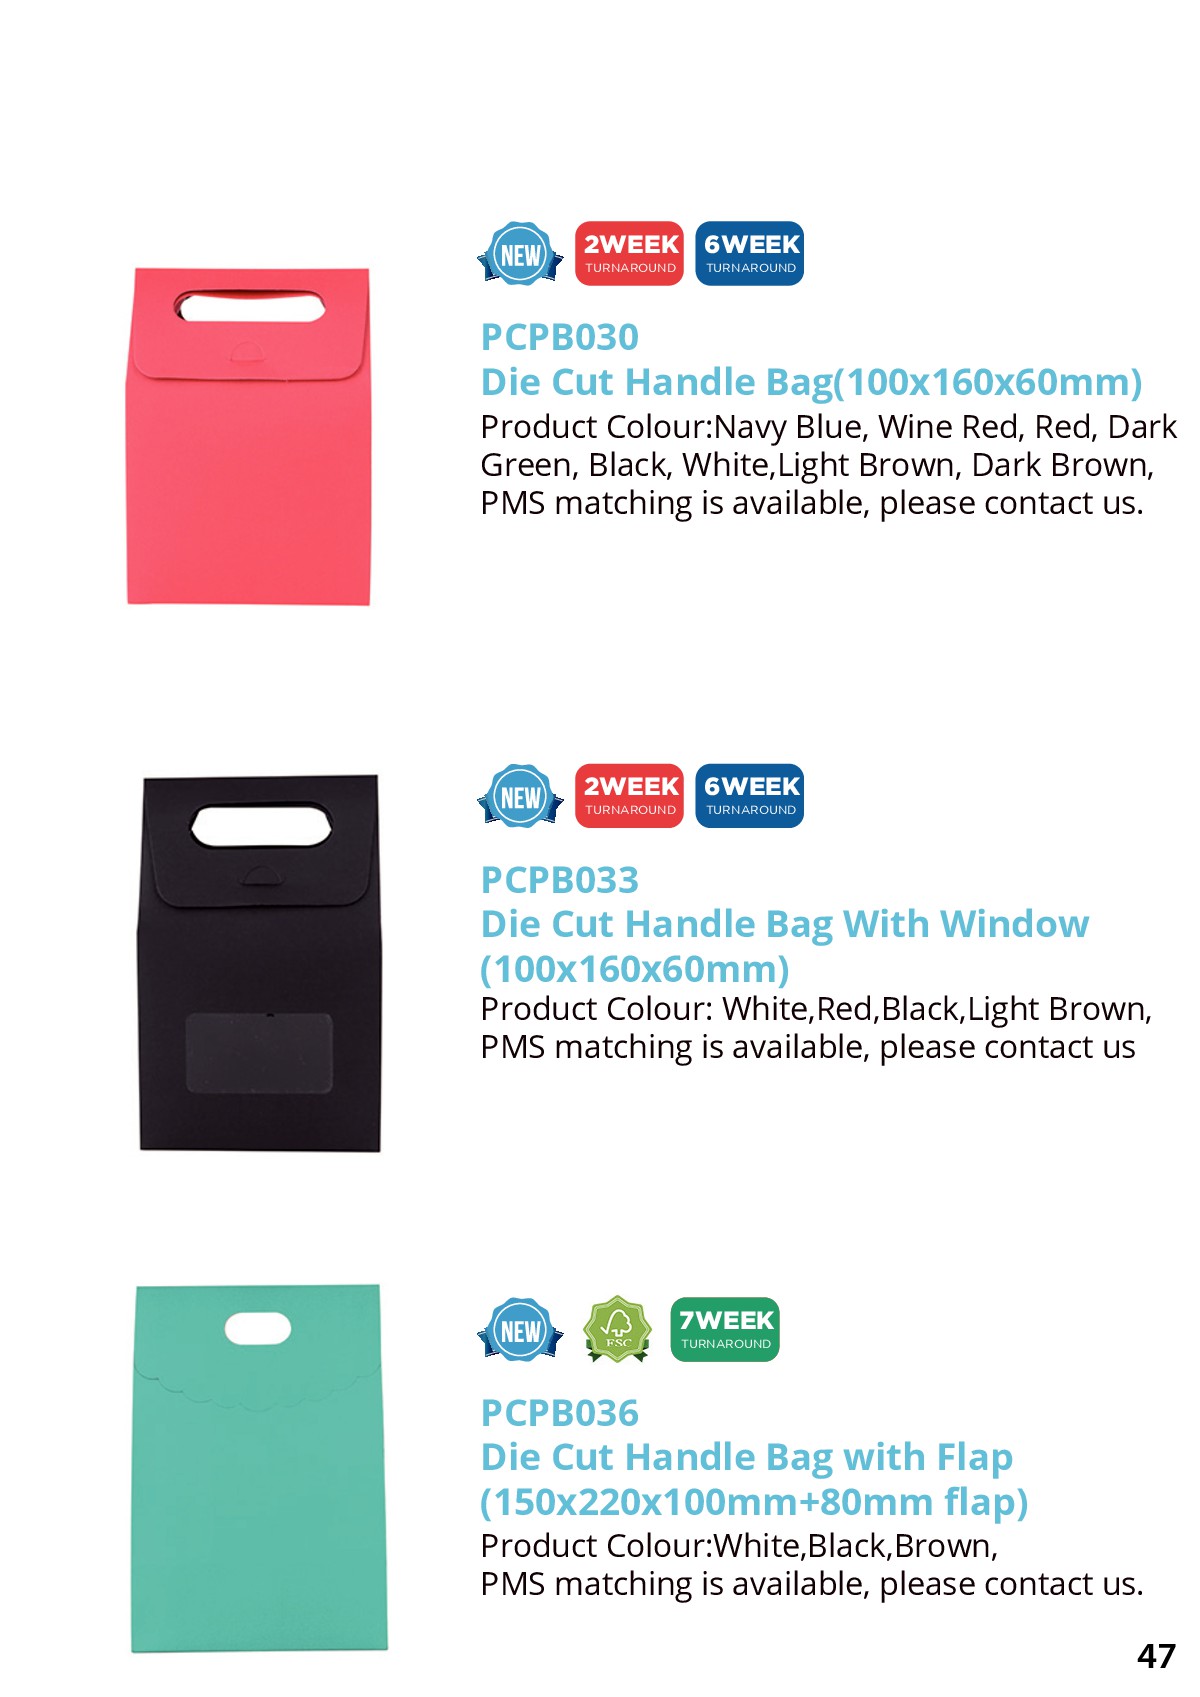 NEW
2WEEK
TURNAROUND
6WEEK
TURNAROUND
PCPB030
Die Cut Handle Bag(100x160x60mm)
Product Colour:Navy Blue, Wine Red, Red, Dark
Green, Black, White,Light Brown, Dark Brown,
PMS matching is available, please contact us.
NEW
2WEEK
TURNAROUND
6WEEK
TURNAROUND
PCPB033
Die Cut Handle Bag With Window
(100x160x60mm)
Product Colour: White,Red,Black,Light Brown,
PMS matching is available, please contact us
NEW
FSC
7WEEK
TURNAROUND
PCPB036
Die Cut Handle Bag with Flap
(150x220x100mm+80mm flap)
Product Colour:White,Black,Brown,
PMS matching is available, please contact us.
47